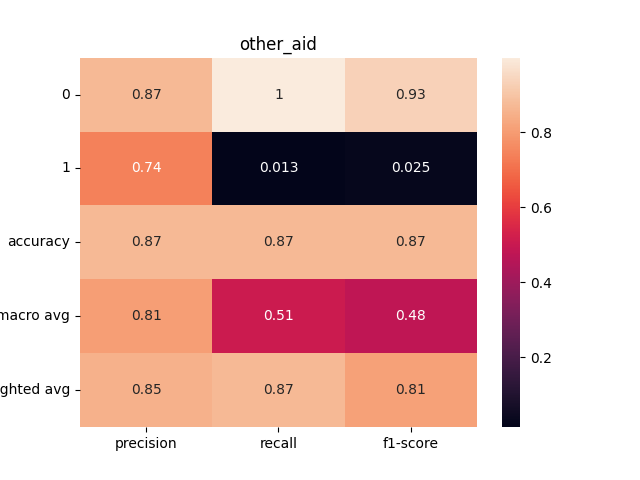 other_aid
0 0.87 1 0.93
1 0.74 0.013 0.025
accuracy 0.87 0.87 0.87
macro avg 0.81 0.51 0.48
ghted avg 0.85 0.87 0.81
precision recall f1-score
0.8
0.6
0.4
0.2